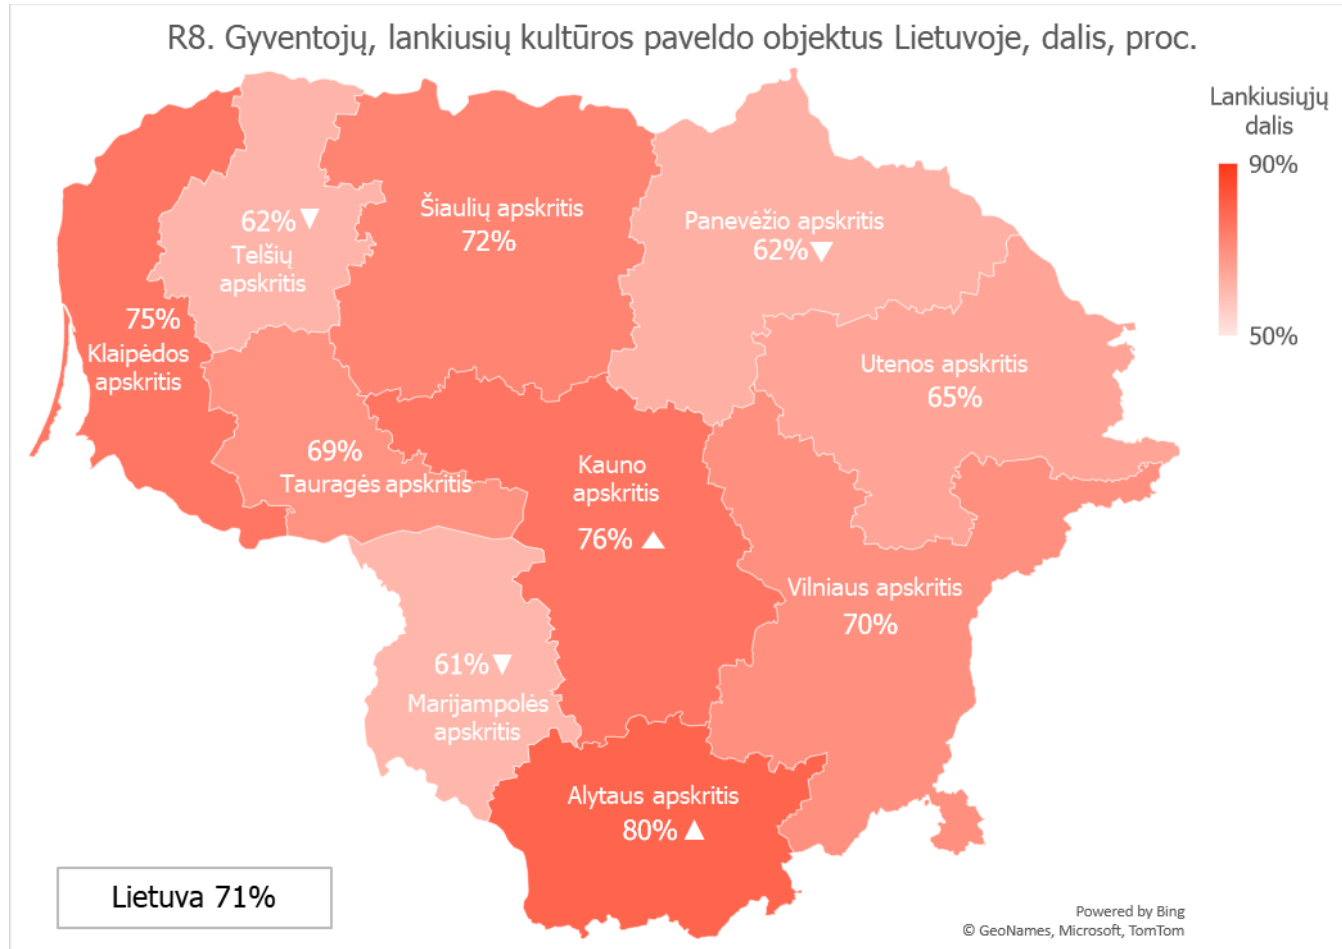 R8. Gyventojų, lankiusių kultūros paveldo objektus Lietuvoje, dalis, proc.
Lankiusiųjų
dalis
90%
50%
62% ▼
Telšių
apskritis
Šiaulių apskritis
72%
Panevėžio apskritis
62% ▼
75%
Klaipėdos
apskritis
Utenos apskritis
65%
69%
Tauragės apskritis
Kauno
apskritis
76% ▲
Vilniaus apskritis
70%
61% ▼
Marijampolės
apskritis
Alytaus apskritis
80% ▲
Lietuva 71%
Powered by Bing
© GeoNames, Microsoft, TomTom